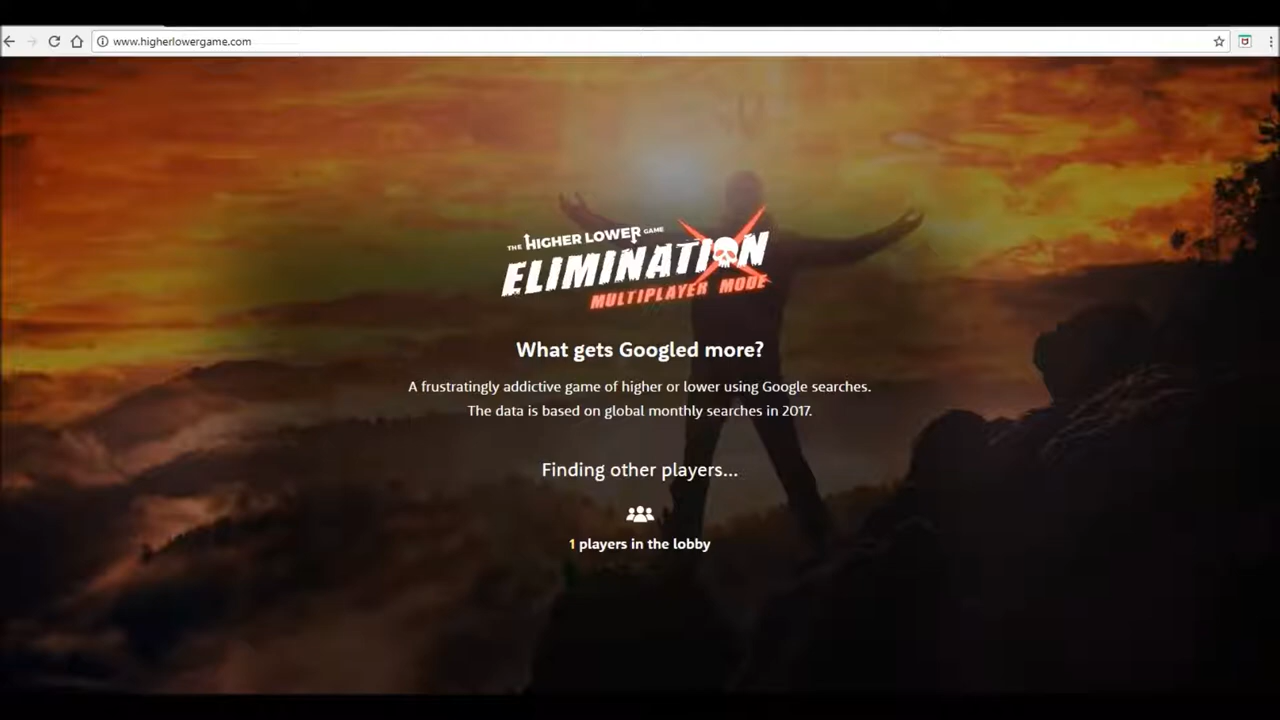 www.higherlowergame.com
THE HIGHER LOWER GAME
ELIMINATION
MULTIPLAYER MODE
What gets Googled more?
A frustratingly addictive game of higher or lower using Google searches.
The data is based on global monthly searches in 2017.
Finding other players...
1 players in the lobby